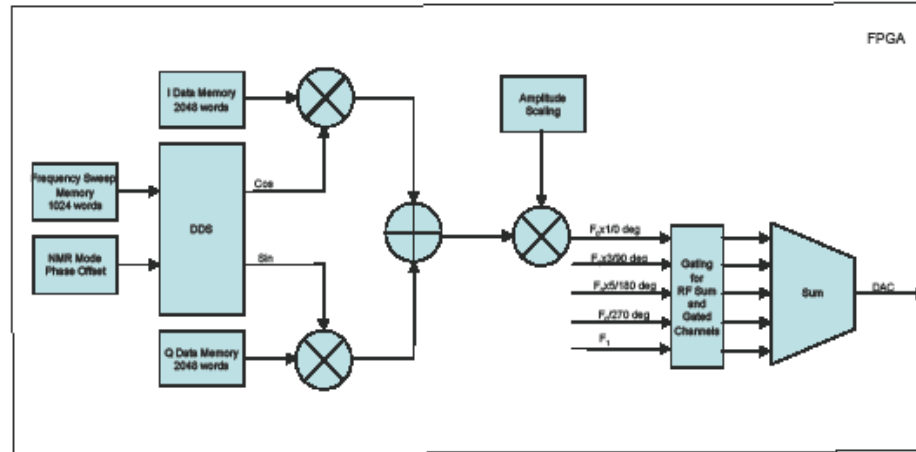 FPGA
I Data Memory
2048 words
Amplitude
Scaling
Frequency Sweep
Memory
1024 words
Cos
DDS
NMR Mode
Phase Offset
Sin
Q Data Memory
2048 words
F₀x1/0 deg
F₀x3/90 deg
F₀x5/180 deg
F₀/270 deg
F₁
Gating
for
RF Sum
and
Gated
Channels
Sum
DAC